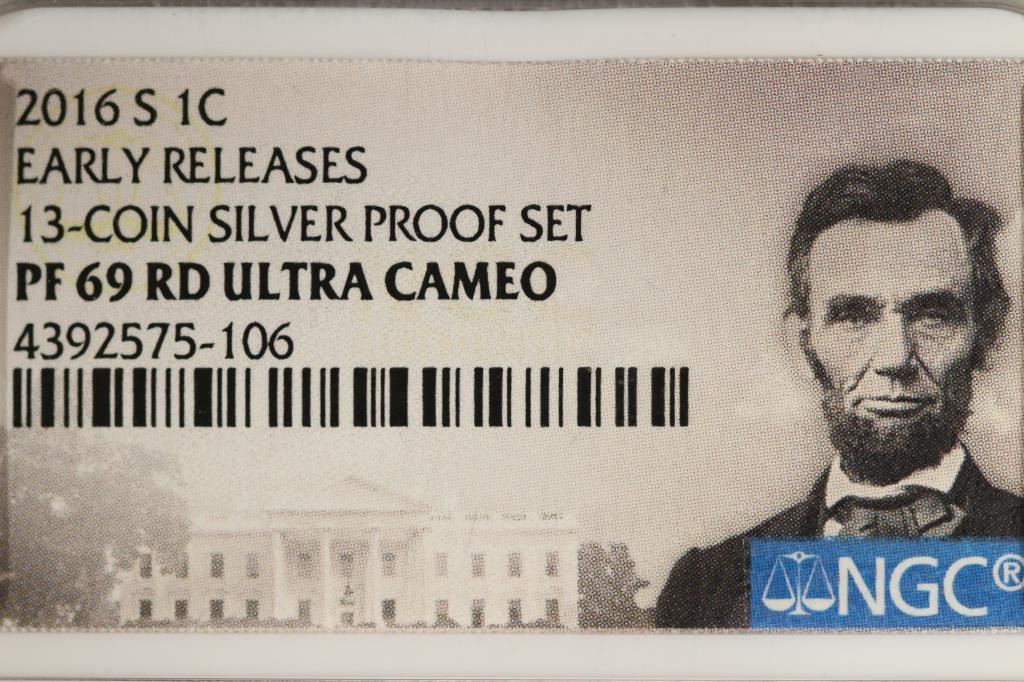 2016 S 1C
EARLY RELEASES
13-COIN SILVER PROOF SET
PF 69 RD ULTRA CAMEO
4392575-106
NGC®